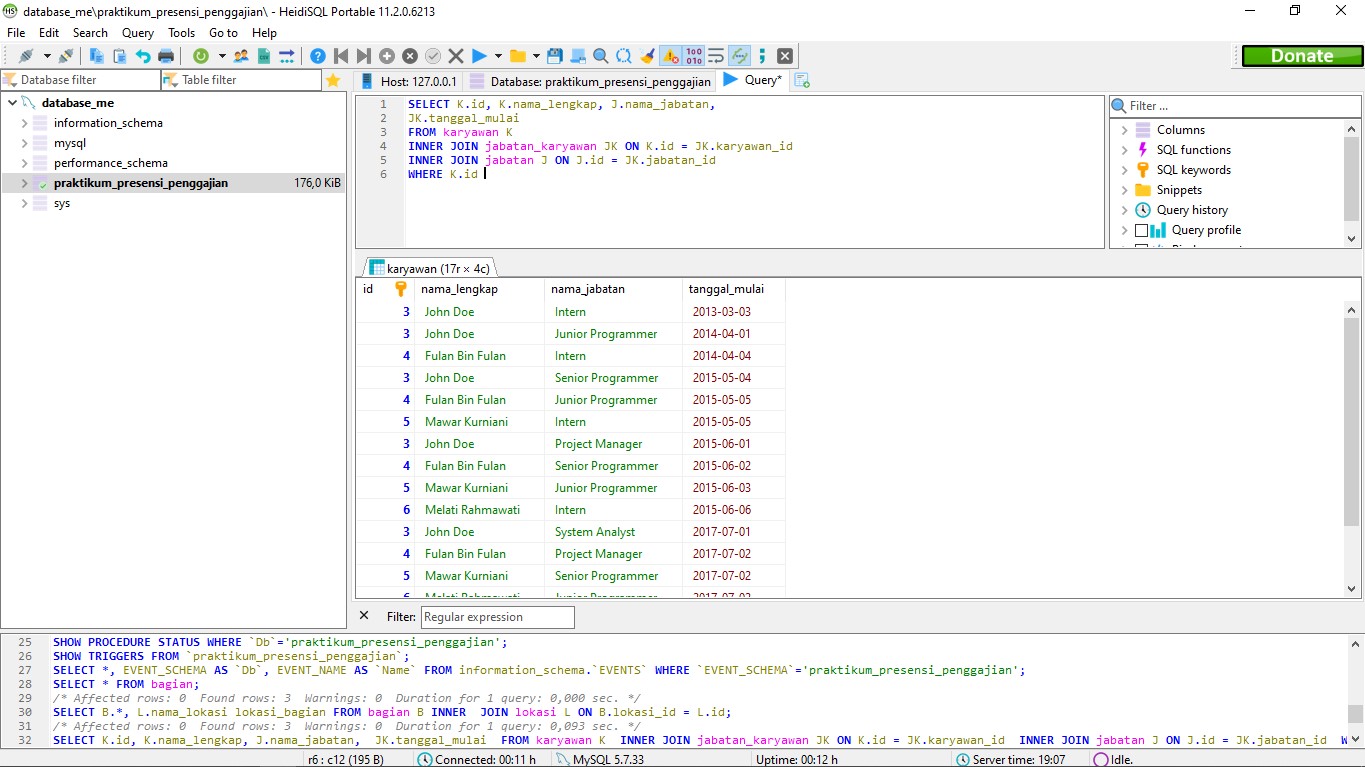 database_me\praktikum_presensi_penggajian\ - HeidiSQL Portable 11.2.0.6213
File Edit Search Query Tools Go to Help
Donate
Database filter
Table filter
Host: 127.0.0.1
Database: praktikum_presensi_penggajian
Query*
database_me
information_schema
mysql
performance_schema
praktikum_presensi_penggajian 176,0 KiB
sys
1 SELECT K.id, K.nama_lengkap, J.nama_jabatan,
2 JK.tanggal_mulai
3 FROM karyawan K
4 INNER JOIN jabatan_karyawan JK ON K.id = JK.karyawan_id
5 INNER JOIN jabatan J ON J.id = JK.jabatan_id
6 WHERE K.id
Filter ...
Columns
SQL functions
SQL keywords
Snippets
Query history
Query profile
karyawan (17r × 4c)
id nama_lengkap nama_jabatan tanggal_mulai
3 John Doe Intern 2013-03-03
3 John Doe Junior Programmer 2014-04-01
4 Fulan Bin Fulan Intern 2014-04-04
3 John Doe Senior Programmer 2015-05-04
4 Fulan Bin Fulan Junior Programmer 2015-05-05
5 Mawar Kurniani Intern 2015-05-05
3 John Doe Project Manager 2015-06-01
4 Fulan Bin Fulan Senior Programmer 2015-06-02
5 Mawar Kurniani Junior Programmer 2015-06-03
6 Melati Rahmawati Intern 2015-06-06
3 John Doe System Analyst 2017-07-01
4 Fulan Bin Fulan Project Manager 2017-07-02
5 Mawar Kurniani Senior Programmer 2017-07-02
Filter: Regular expression
25 SHOW PROCEDURE STATUS WHERE `Db`='praktikum_presensi_penggajian';
26 SHOW TRIGGERS FROM `praktikum_presensi_penggajian`;
27 SELECT *, EVENT_SCHEMA AS `Db`, EVENT_NAME AS `Name` FROM information_schema.`EVENTS` WHERE `EVENT_SCHEMA`='praktikum_presensi_penggajian';
28 SELECT * FROM bagian;
29 /* Affected rows: 0  Found rows: 3  Warnings: 0  Duration for 1 query: 0,000 sec. */
30 SELECT B.*, L.nama_lokasi lokasi_bagian FROM bagian B INNER  JOIN lokasi L ON B.lokasi_id = L.id;
31 /* Affected rows: 0  Found rows: 3  Warnings: 0  Duration for 1 query: 0,093 sec. */
32 SELECT K.id, K.nama_lengkap, J.nama_jabatan,  JK.tanggal_mulai  FROM karyawan K  INNER JOIN jabatan_karyawan JK ON K.id = JK.karyawan_id  INNER JOIN jabatan J ON J.id = JK.jabatan_id
r6 : c12 (195 B) Connected: 00:11 h MySQL 5.7.33 Uptime: 00:12 h Server time: 19:07 Idle.